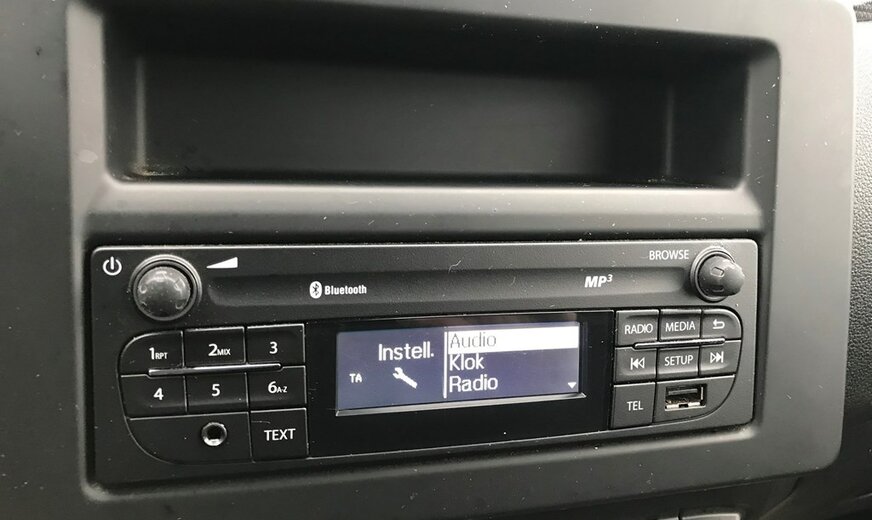 BROWSE
Bluetooth
MP3
1RPT 2MIX 3
4 5 6A-Z
TEXT
Instell.
TA
Audio
Klok
Radio
RADIO MEDIA
SETUP
TEL